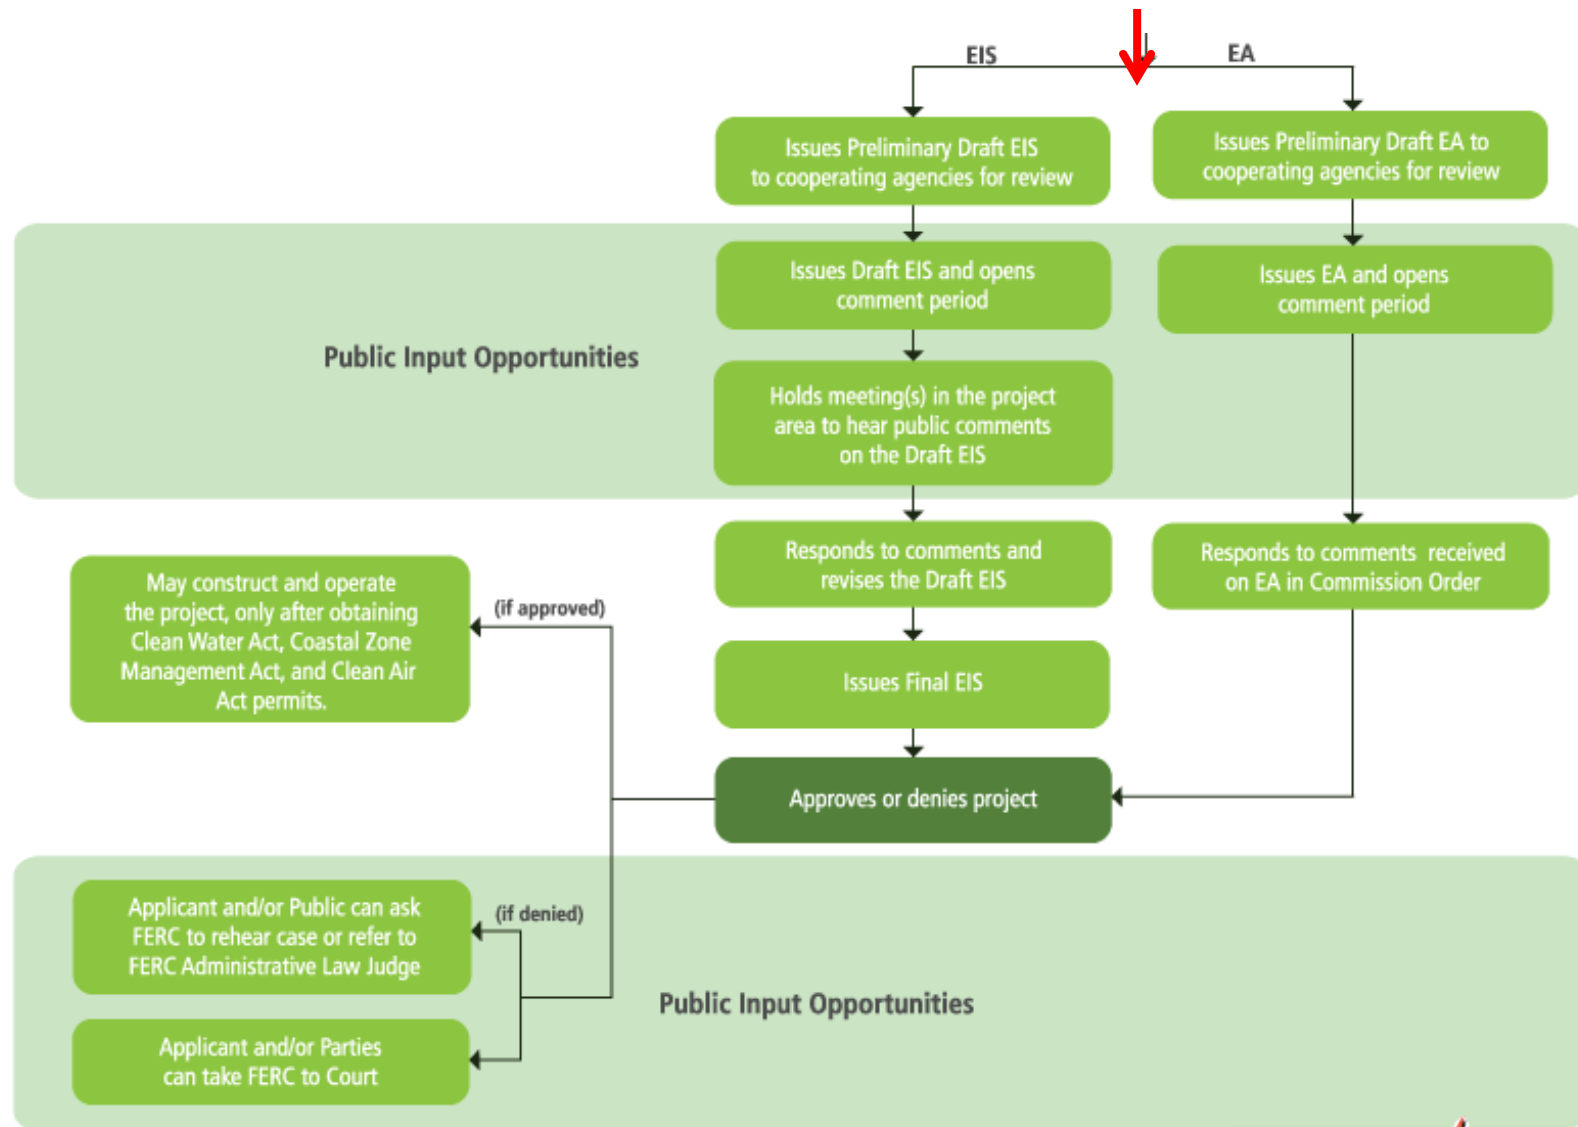 EIS
EA
Issues Preliminary Draft EIS
to cooperating agencies for review
Issues Preliminary Draft EA to
cooperating agencies for review
Issues Draft EIS and opens
comment period
Issues EA and opens
comment period
Public Input Opportunities
Holds meeting(s) in the project
area to hear public comments
on the Draft EIS
Responds to comments and
revises the Draft EIS
Responds to comments received
on EA in Commission Order
May construct and operate
the project, only after obtaining
Clean Water Act, Coastal Zone
Management Act, and Clean Air
Act permits.
(if approved)
Issues Final EIS
Approves or denies project
Applicant and/or Public can ask
FERC to rehear case or refer to
FERC Administrative Law Judge
(if denied)
Public Input Opportunities
Applicant and/or Parties
can take FERC to Court